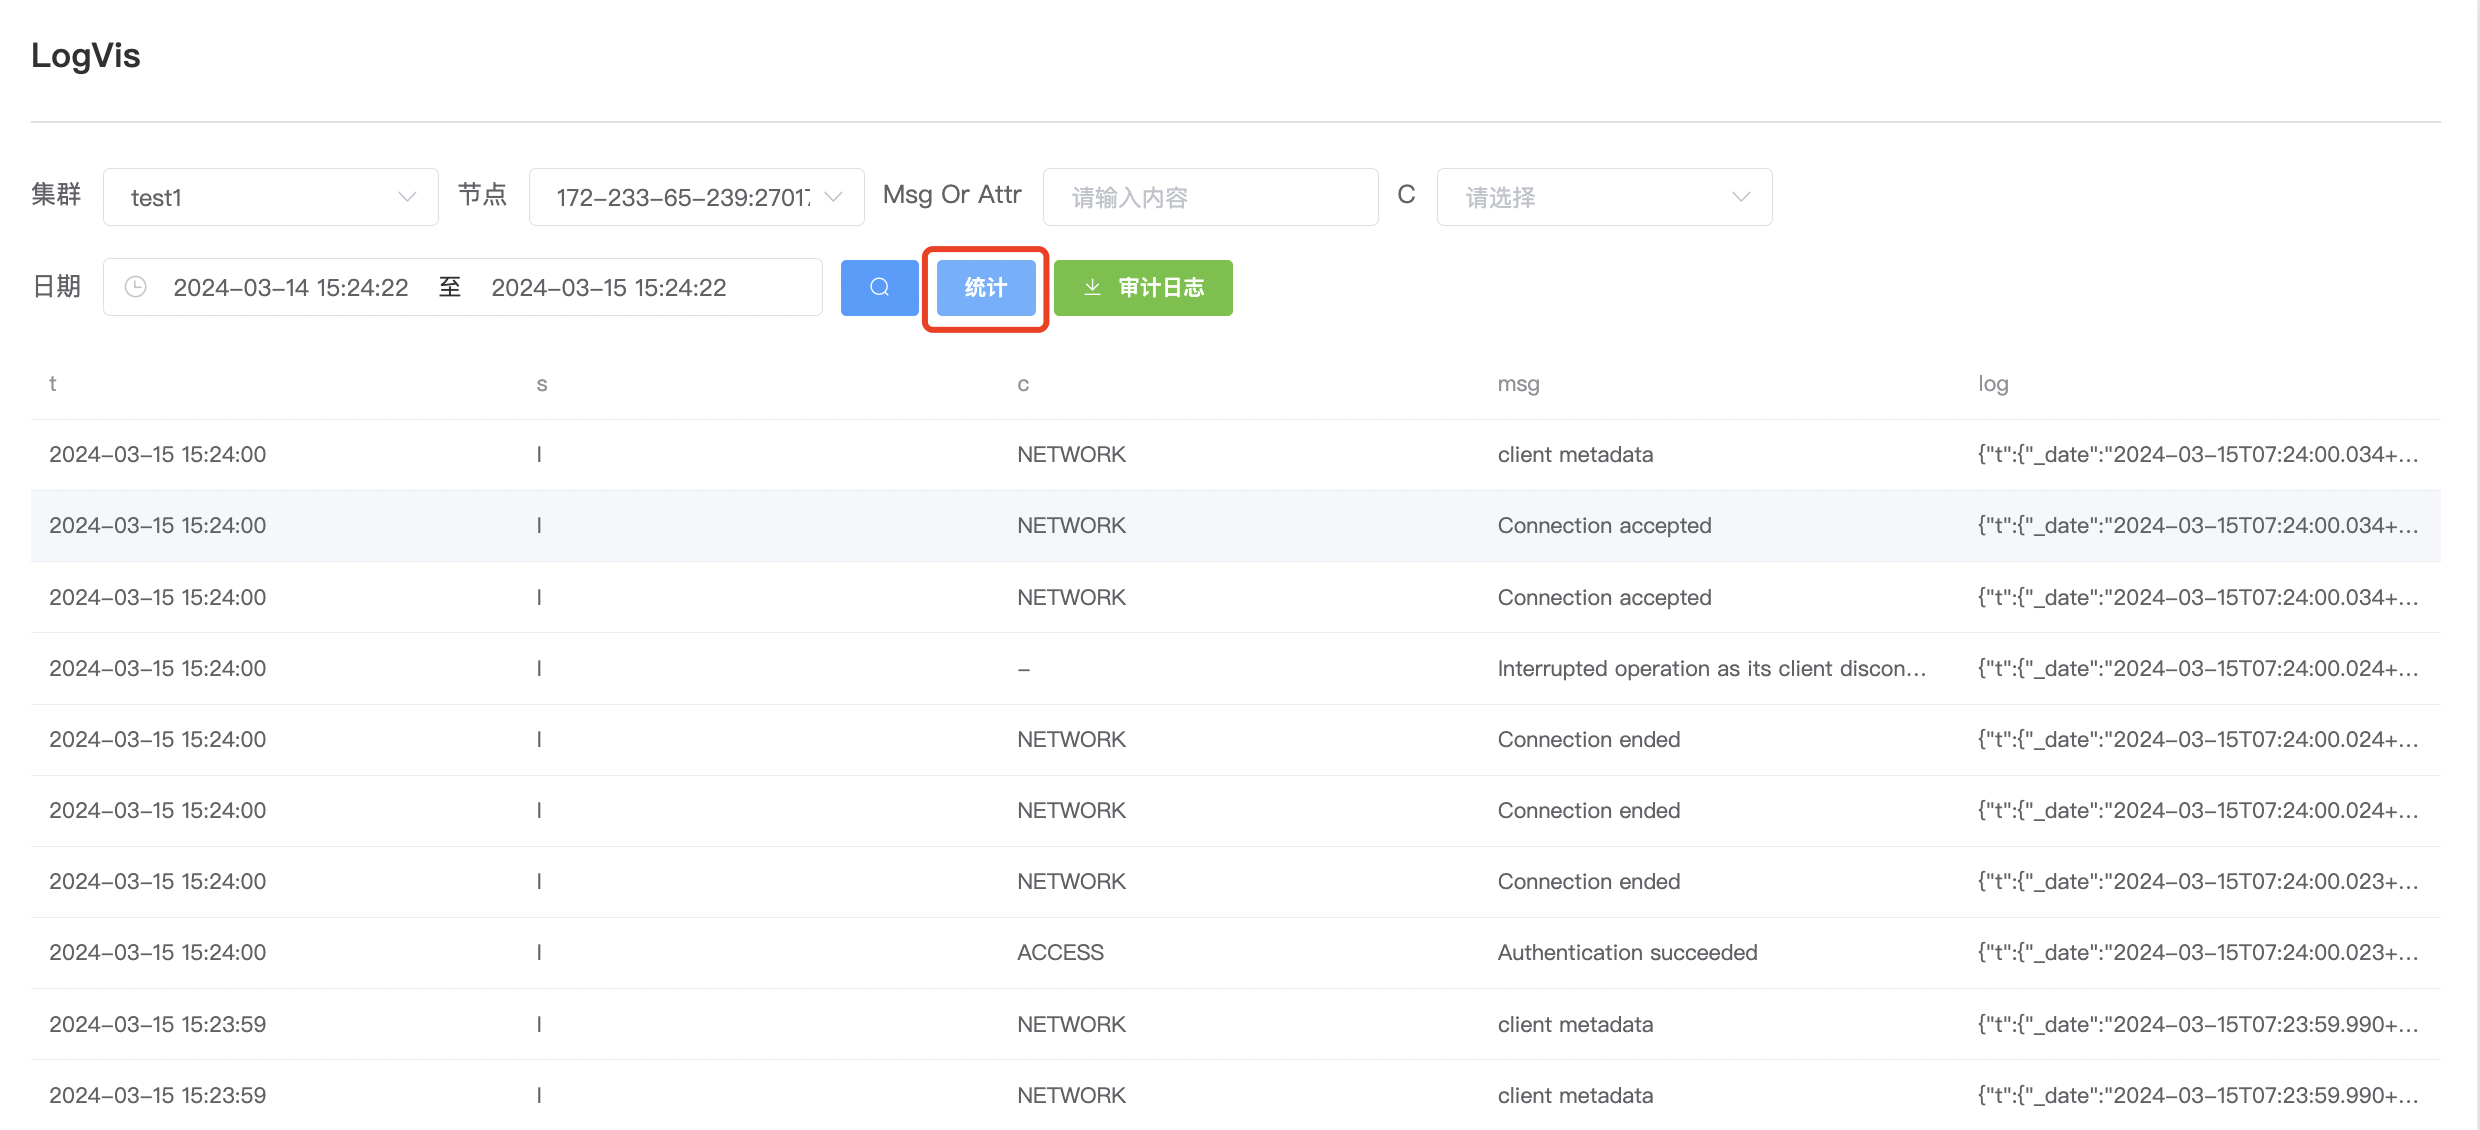 LogVis
集群 test1 节点 172-233-65-239:27017 Msg Or Attr 请输入内容 C 请选择
日期 2024-03-14 15:24:22 至 2024-03-15 15:24:22 统计 审计日志
t s c msg log
2024-03-15 15:24:00 I NETWORK client metadata {"t":{"_date":"2024-03-15T07:24:00.034+...
2024-03-15 15:24:00 I NETWORK Connection accepted {"t":{"_date":"2024-03-15T07:24:00.034+...
2024-03-15 15:24:00 I NETWORK Connection accepted {"t":{"_date":"2024-03-15T07:24:00.034+...
2024-03-15 15:24:00 I - Interrupted operation as its client discon... {"t":{"_date":"2024-03-15T07:24:00.024+...
2024-03-15 15:24:00 I NETWORK Connection ended {"t":{"_date":"2024-03-15T07:24:00.024+...
2024-03-15 15:24:00 I NETWORK Connection ended {"t":{"_date":"2024-03-15T07:24:00.024+...
2024-03-15 15:24:00 I NETWORK Connection ended {"t":{"_date":"2024-03-15T07:24:00.023+...
2024-03-15 15:24:00 I ACCESS Authentication succeeded {"t":{"_date":"2024-03-15T07:24:00.023+...
2024-03-15 15:23:59 I NETWORK client metadata {"t":{"_date":"2024-03-15T07:23:59.990+...
2024-03-15 15:23:59 I NETWORK client metadata {"t":{"_date":"2024-03-15T07:23:59.990+...